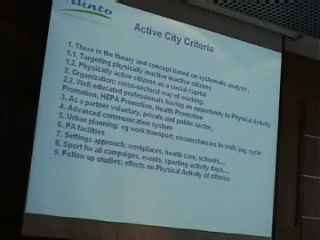 Kunto
Active City Criteria
1. There is the theory and concept based on systematic analyse ,
1.1. Targeting physically inactive inactive citizens
1.2. Physically active citizens as a social capital
2. Organization: cross-sectoral way of working.
2.2. Well educated professionals having an opportunity to Physical Activity
Promotion, HEPA Promotion, Health Promotion
3. As a partner voluntary, private and public sector,
4. Advanced communication system
5. Urban planning: eg work transport, circumstancies to walk, jog, cycle
6. PA facilities
7. Settings approach; workplaces, health care, schools....
8. Sport for all campaigns, events, sporting activity days,...
9. Follow up studies: effects on Physical Activity of citizens